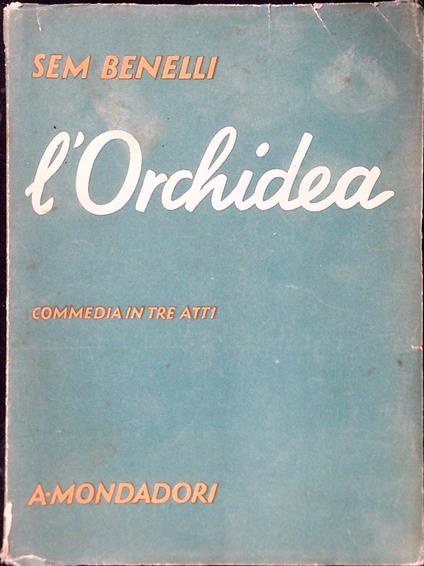 SEM BENELLI
l'Orchidea
COMMEDIA IN TRE ATTI
A·MONDADORI